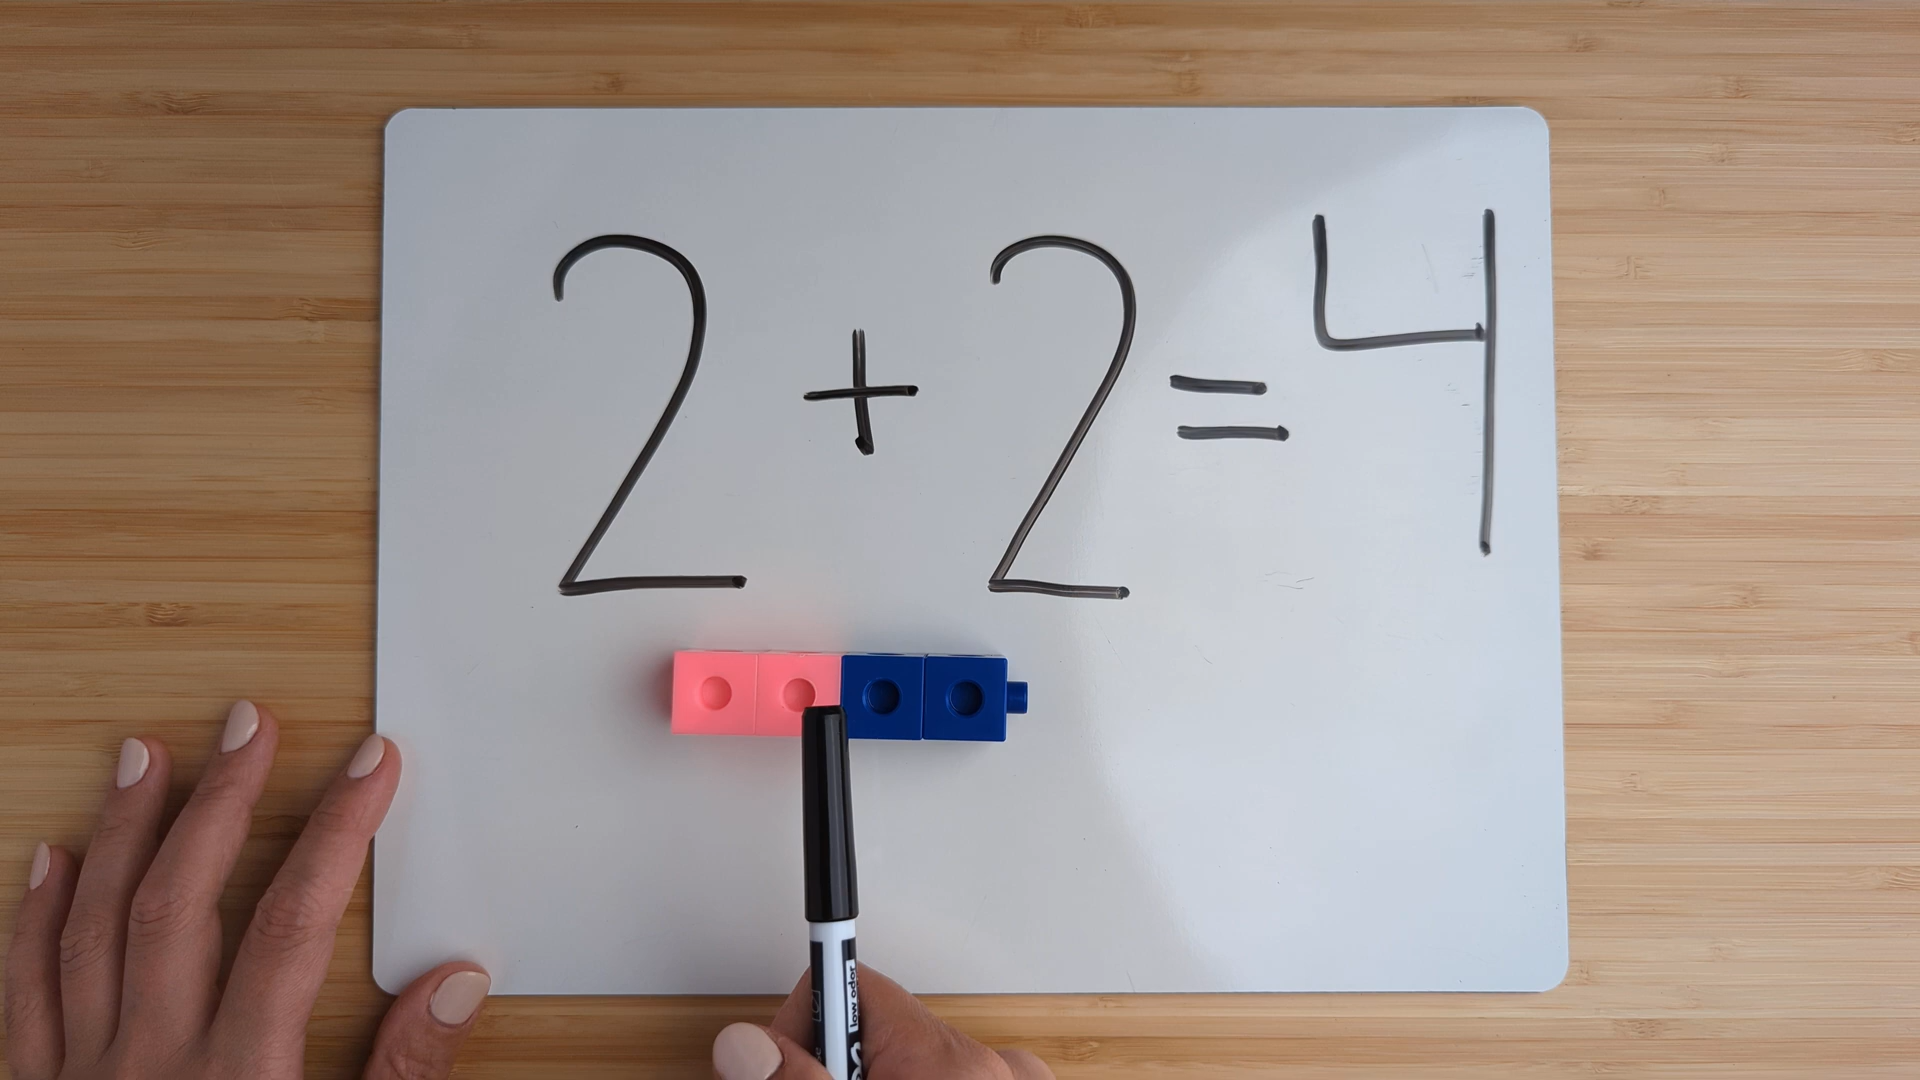 2 + 2 = 4
low odor